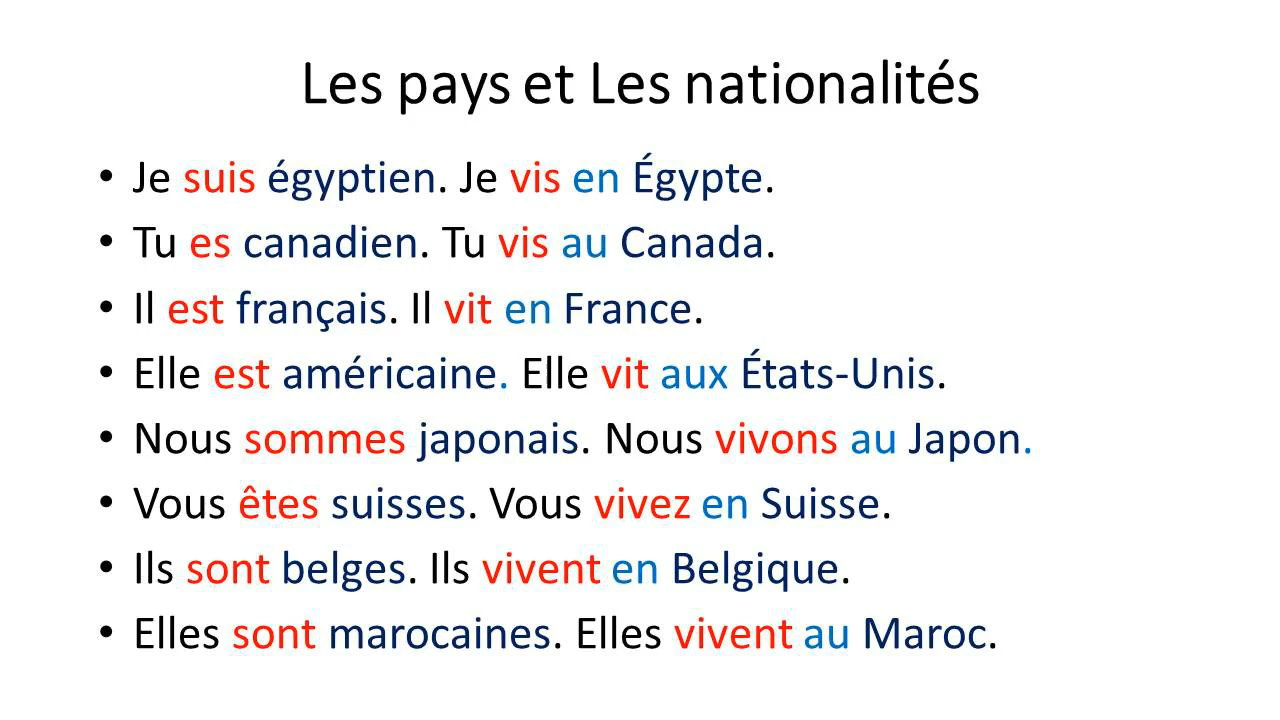 Les pays et Les nationalités
• Je suis égyptien. Je vis en Égypte.
• Tu es canadien. Tu vis au Canada.
• Il est français. Il vit en France.
• Elle est américaine. Elle vit aux États-Unis.
• Nous sommes japonais. Nous vivons au Japon.
• Vous êtes suisses. Vous vivez en Suisse.
• Ils sont belges. Ils vivent en Belgique.
• Elles sont marocaines. Elles vivent au Maroc.